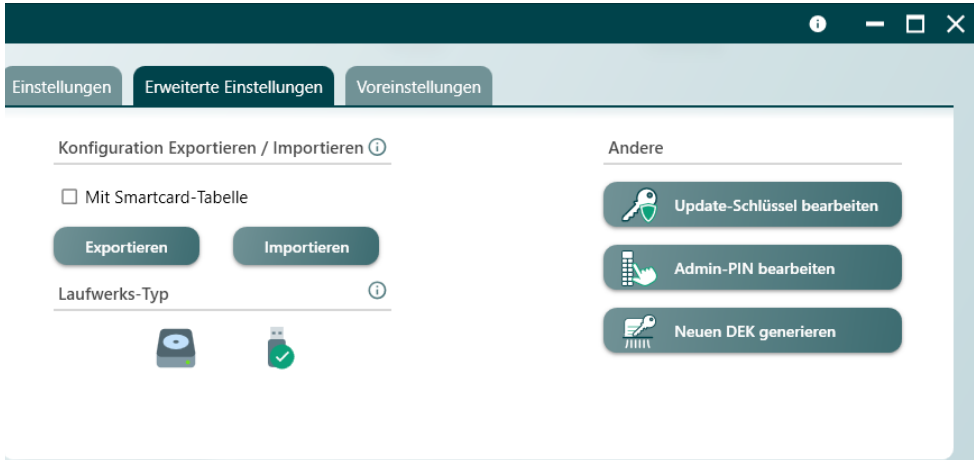 Einstellungen
Erweiterte Einstellungen
Voreinstellungen
Konfiguration Exportieren / Importieren
Mit Smartcard-Tabelle
Exportieren
Importieren
Laufwerks-Typ
Andere
Update-Schlüssel bearbeiten
Admin-PIN bearbeiten
Neuen DEK generieren